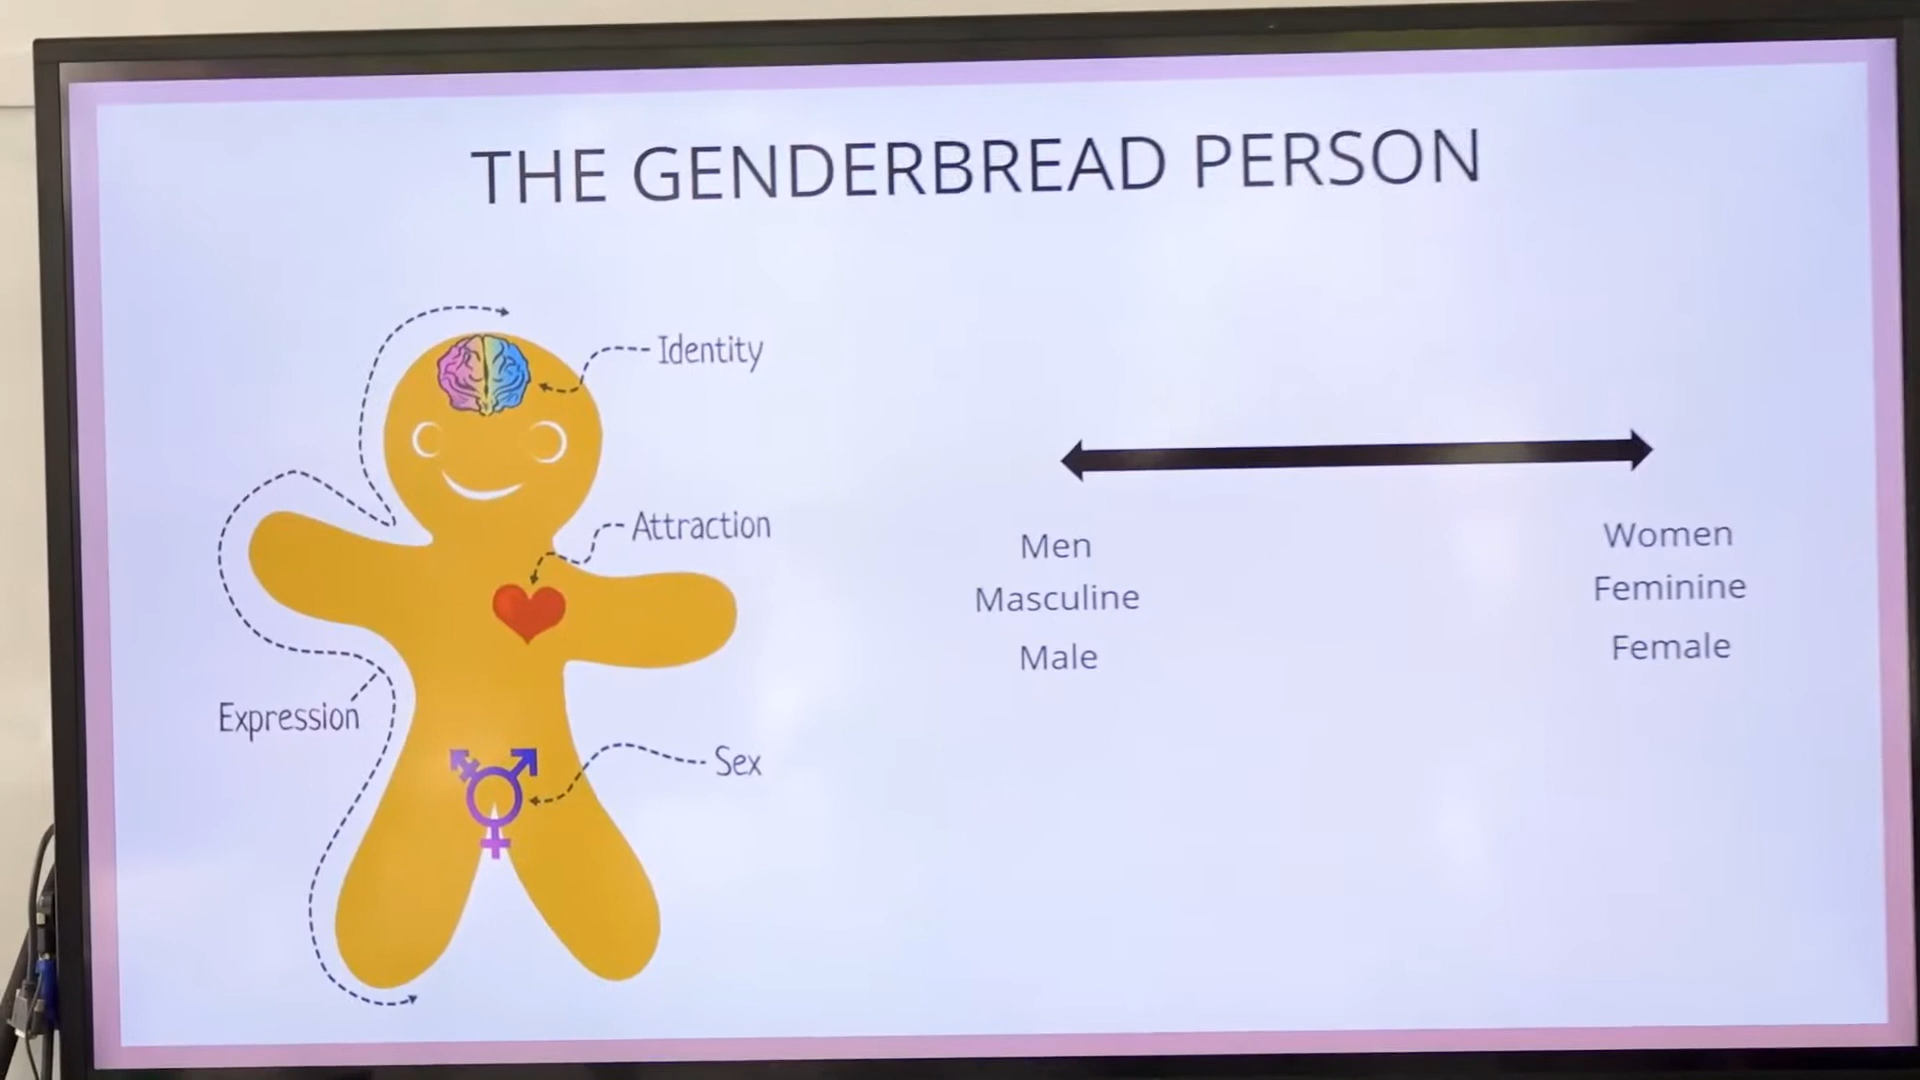 THE GENDERBREAD PERSON
Identity
Attraction
Expression
Sex
Men
Masculine
Male
Women
Feminine
Female